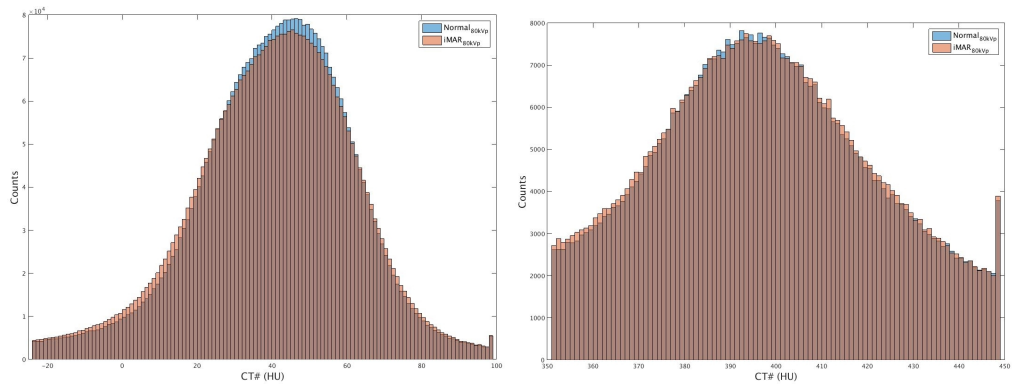 × 10⁴
8
7
6
5
4
3
2
1
0
Counts
-20 0 20 40 60 80 100
CT# (HU)
Normal80kVp
iMAR80kVp
8000
7000
6000
5000
4000
3000
2000
1000
0
Counts
350 360 370 380 390 400 410 420 430 440 450
CT# (HU)
Normal80kVp
iMAR80kVp